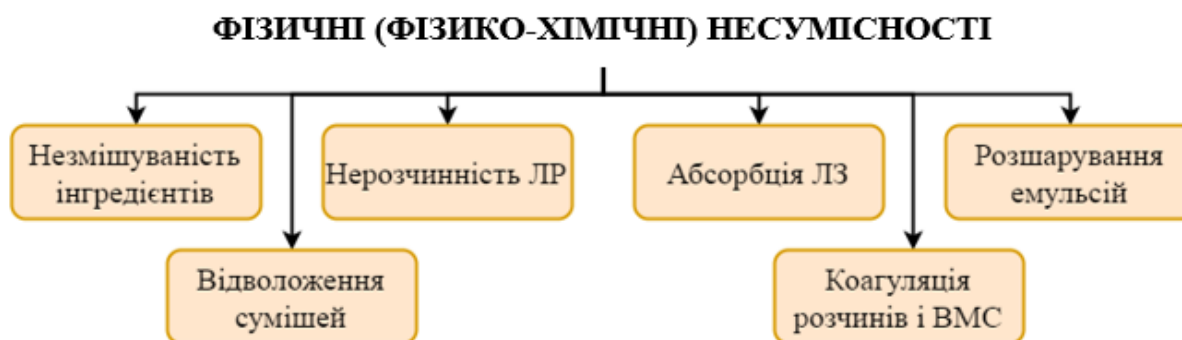 ФІЗИЧНІ (ФІЗИКО-ХІМІЧНІ) НЕСУМІСНОСТІ
Незмішуваність
інгредієнтів
Нерозчинність ЛР
Абсорбція ЛЗ
Розшарування
емульсій
Відволоження
сумішей
Коагуляція
розчинів і ВМС